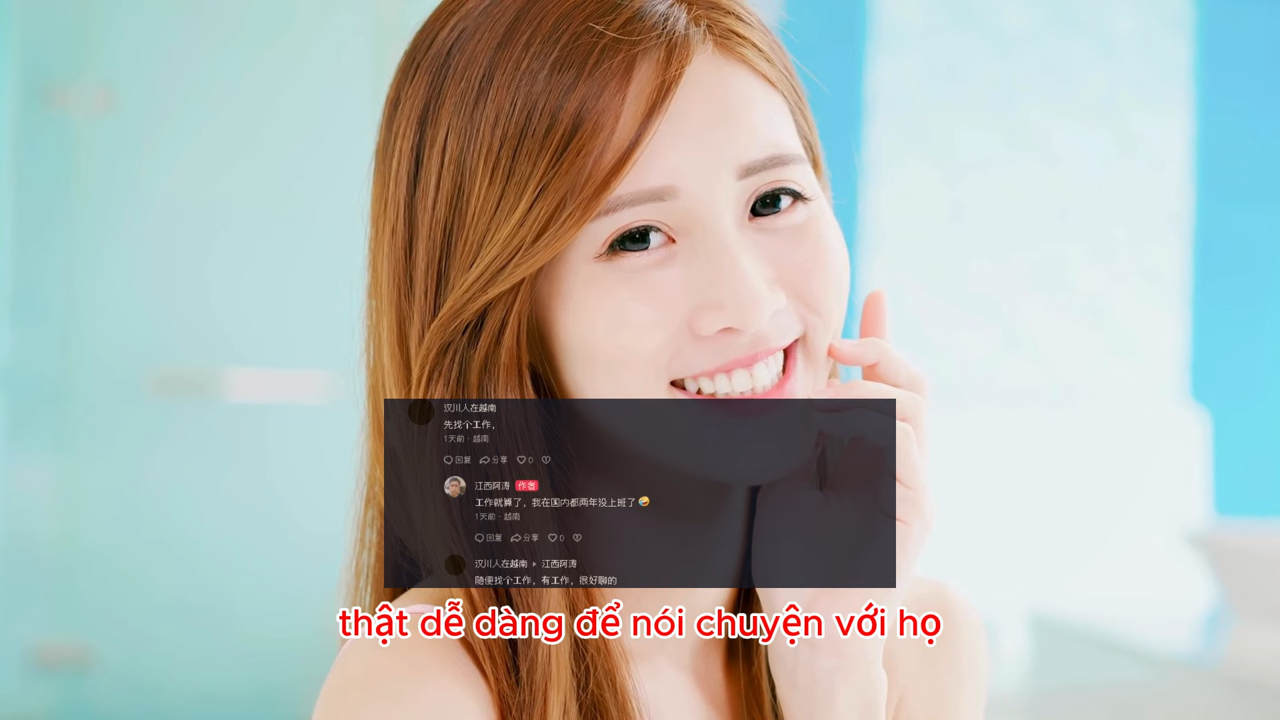 汉川人在越南
先找个工作，
1天前·越南
回复 分享 0
江西阿涛 作者
工作就算了，我在国内都两年没上班了🤣
1天前·越南
回复 分享 0
汉川人在越南 ▸ 江西阿涛
随便找个工作，有工作，很好聊的
thật dễ dàng để nói chuyện với họ